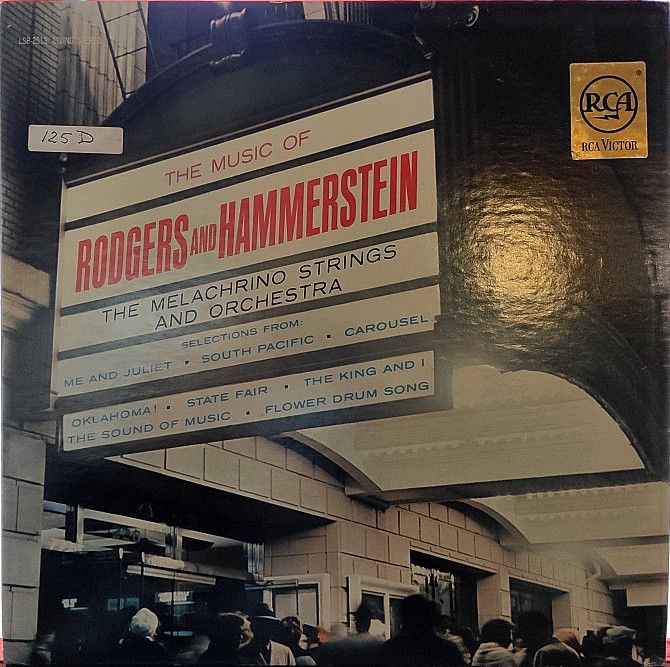 LSP-2513 LIVING STEREO
125 D
RCA
®
RCA VICTOR
THE MUSIC OF
RODGERS AND HAMMERSTEIN
THE MELACHRINO STRINGS
AND ORCHESTRA
SELECTIONS FROM:
ME AND JULIET • SOUTH PACIFIC • CAROUSEL
OKLAHOMA! • STATE FAIR • THE KING AND I
THE SOUND OF MUSIC • FLOWER DRUM SONG